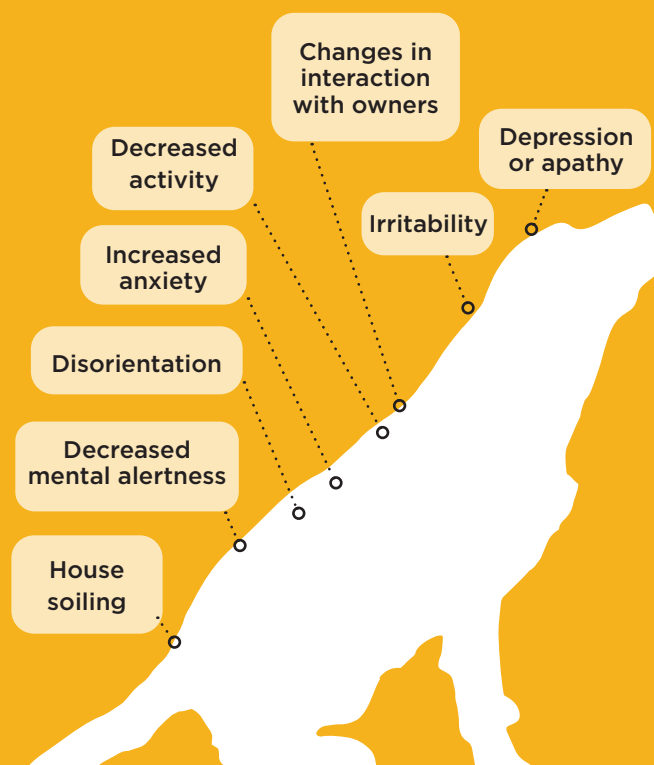 Changes in
interaction
with owners
Depression
or apathy
Decreased
activity
Irritability
Increased
anxiety
Disorientation
Decreased
mental alertness
House
soiling